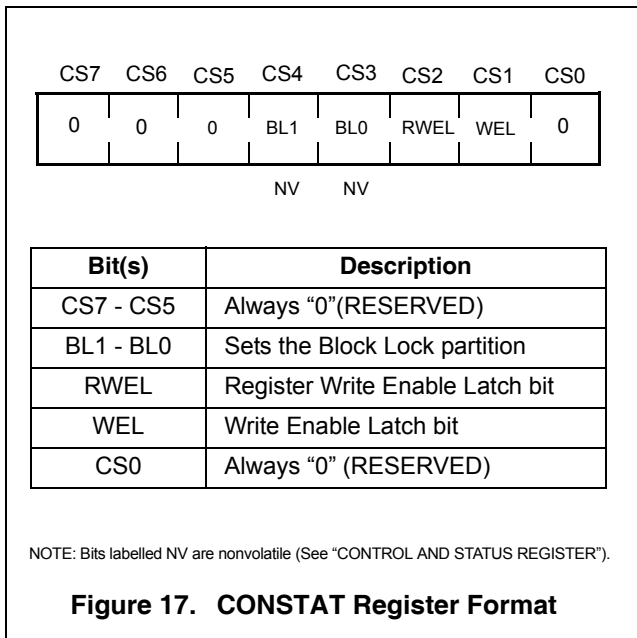 CS7 CS6 CS5 CS4 CS3 CS2 CS1 CS0
0 0 0 BL1 BL0 RWEL WEL 0
NV NV
Bit(s) Description
CS7 - CS5 Always “0”(RESERVED)
BL1 - BL0 Sets the Block Lock partition
RWEL Register Write Enable Latch bit
WEL Write Enable Latch bit
CS0 Always “0” (RESERVED)
NOTE: Bits labelled NV are nonvolatile (See “CONTROL AND STATUS REGISTER”).
Figure 17. CONSTAT Register Format